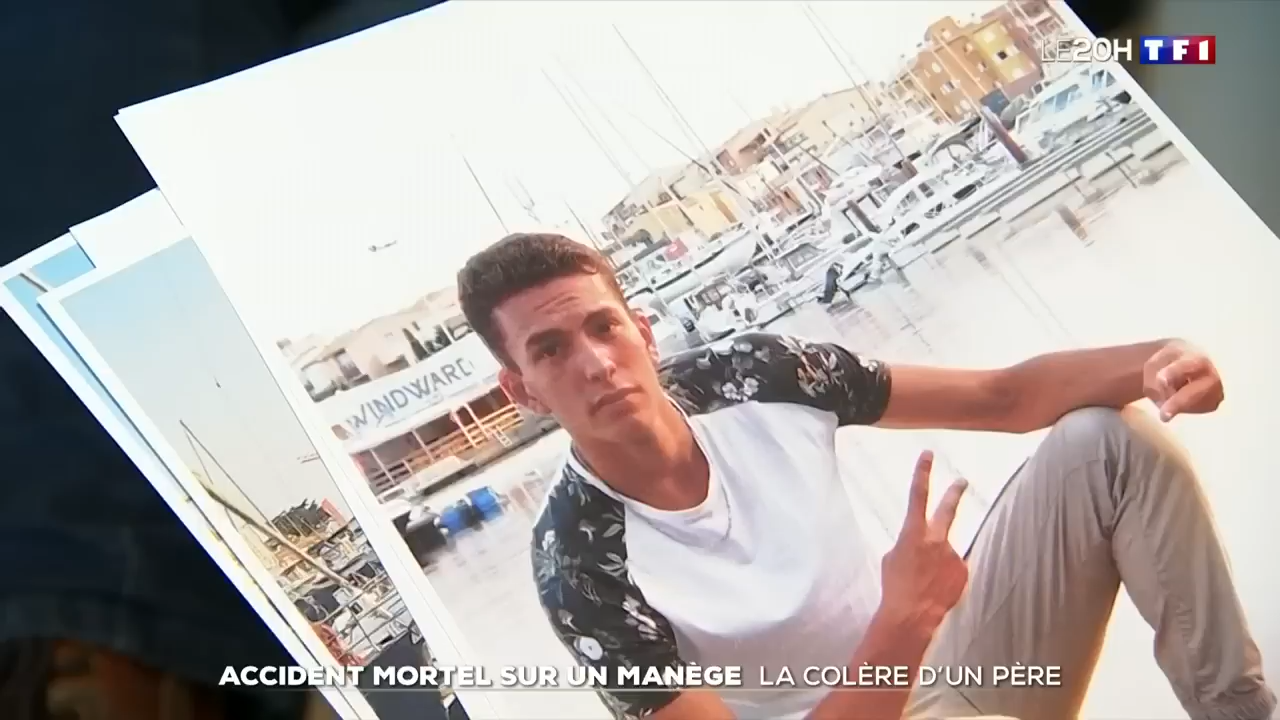 LE20H TF1
WINDWARD
ACCIDENT MORTEL SUR UN MANÈGE LA COLÈRE D'UN PÈRE